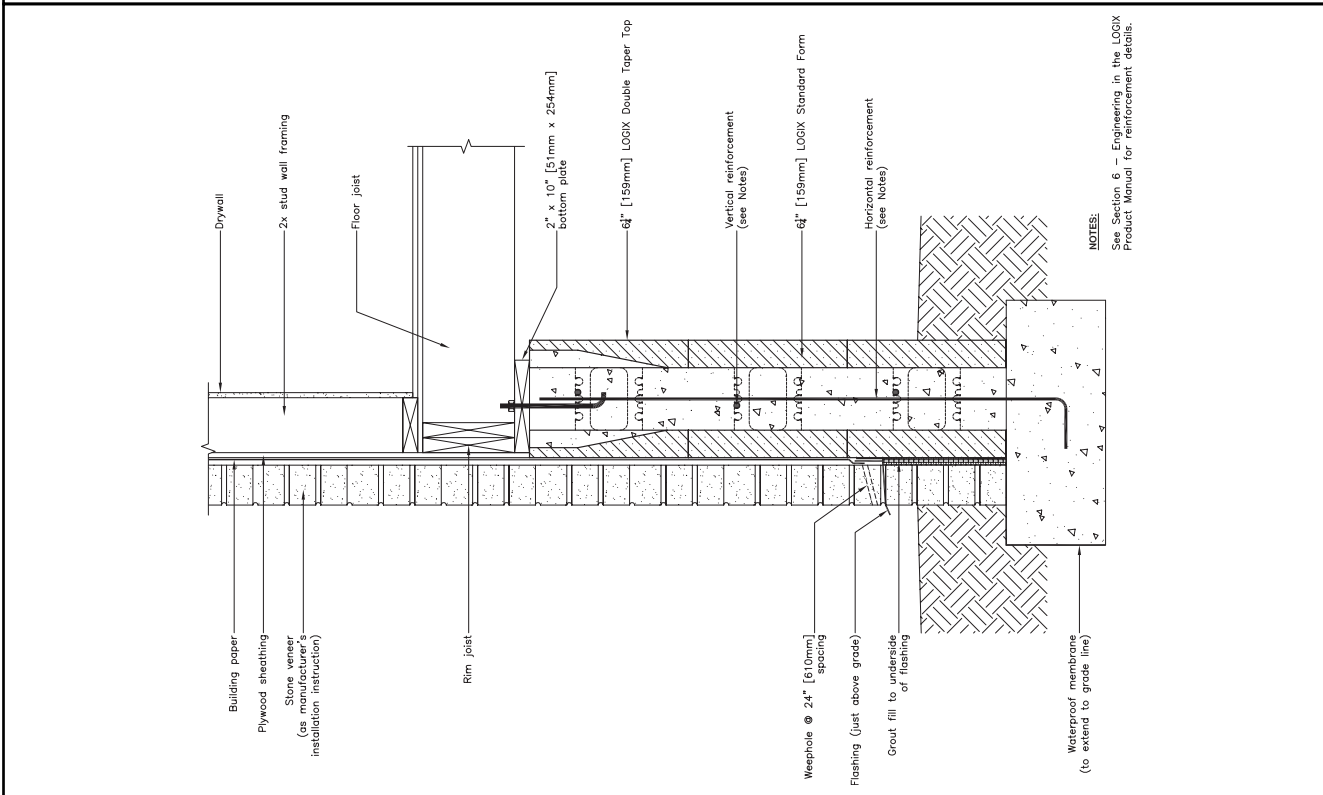 Drywall
2x stud wall framing
Floor joist
2" x 10" [51mm x 254mm]
bottom plate
6¼" [159mm] LOGIX Double Taper Top
Vertical reinforcement
(see Notes)
6¼" [159mm] LOGIX Standard Form
Horizontal reinforcement
(see Notes)
NOTES:
See Section 6 – Engineering in the LOGIX
Product Manual for reinforcement details.
Building paper
Plywood sheathing
Stone veneer
(as manufacturer's
installation instruction)
Rim joist
Weephole @ 24" [610mm]
spacing
Flashing (just above grade)
Grout fill to underside
of flashing
Waterproof membrane
(to extend to grade line)